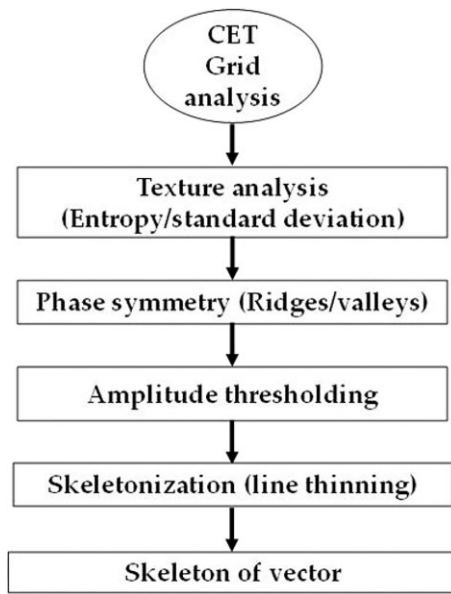 CET
Grid
analysis
Texture analysis
(Entropy/standard deviation)
Phase symmetry (Ridges/valleys)
Amplitude thresholding
Skeletonization (line thinning)
Skeleton of vector